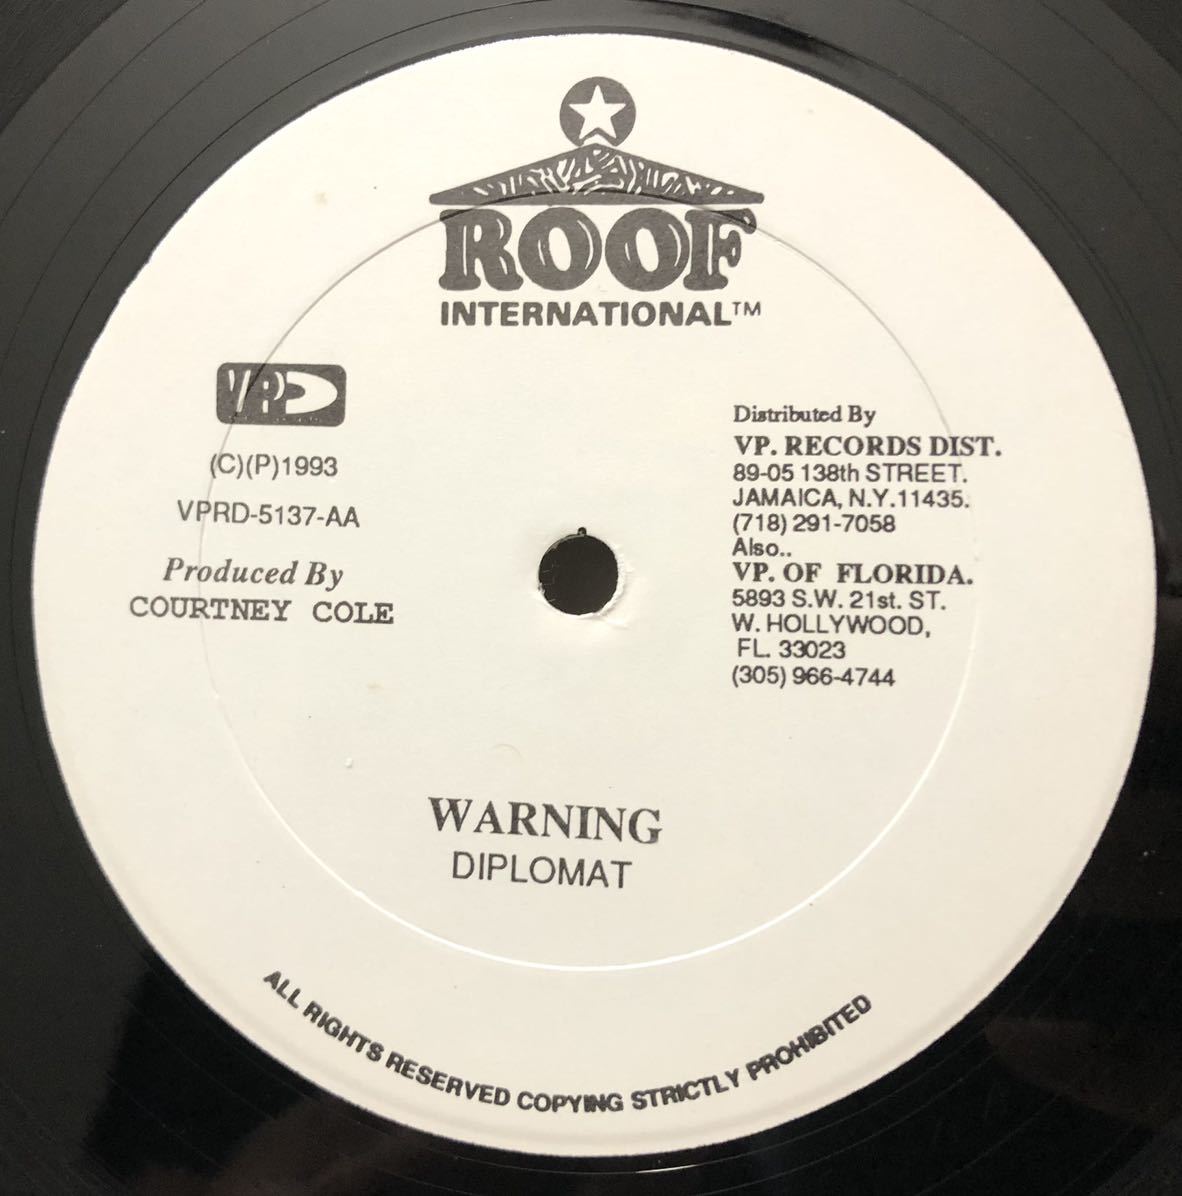 ROOF
INTERNATIONAL™
VP
(C)(P)1993
VPRD-5137-AA
Produced By
COURTNEY COLE
Distributed By
VP. RECORDS DIST.
89-05 138th STREET.
JAMAICA, N.Y.11435.
(718) 291-7058
Also..
VP. OF FLORIDA.
5893 S.W. 21st. ST.
W. HOLLYWOOD,
FL. 33023
(305) 966-4744
WARNING
DIPLOMAT
ALL RIGHTS RESERVED COPYING STRICTLY PROHIBITED